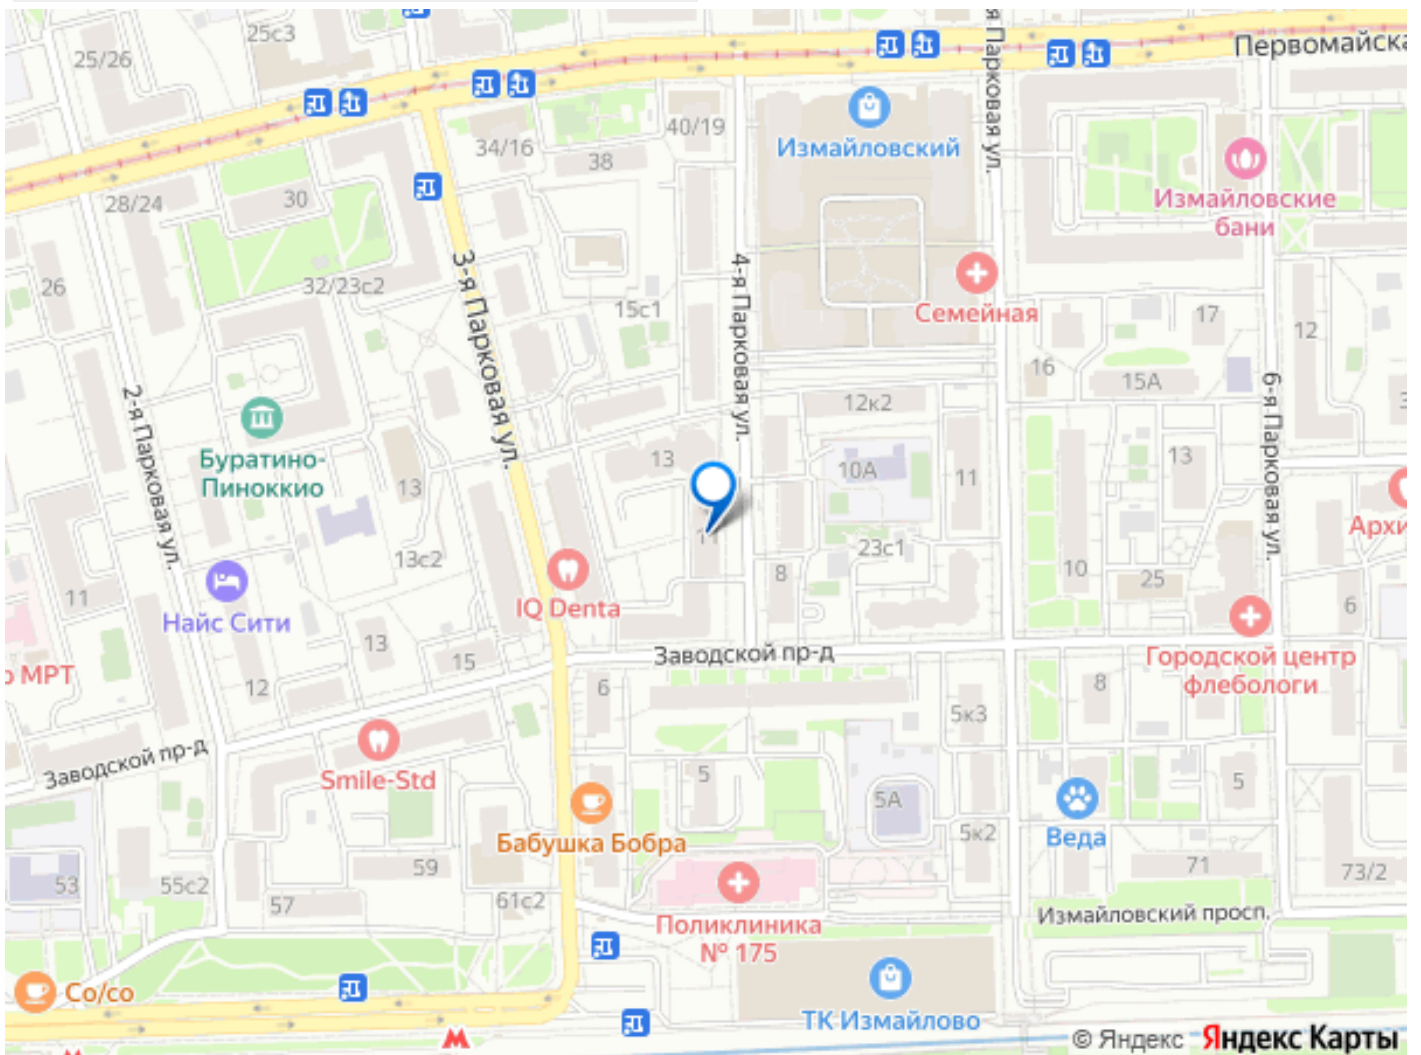 25с3
25/26
Первомайска
я Парковая ул.
40/19
34/16
38
Измайловский
Измайловские
бани
28/24
30
26
32/23с2
3-я Парковая ул.
4-я Парковая ул.
15с1
Семейная
17
12
16
15А
2-я Парковая ул.
6-я Парковая ул.
12к2
Буратино-
Пиноккио
13
13
10А
11
13
Архи
11
13с2
23с1
8
10
25
6
11
IQ Denta
Найс Сити
13
15
Заводской пр-д
Городской центр
флебологи
о МРТ
12
6
8
5к3
Заводской пр-д
Smile-Std
5
5А
5
Бабушка Бобра
5к2
Веда
59
71
73/2
53
55с2
57
61с2
Поликлиника
№ 175
Измайловский просп.
Co/co
ТК Измайлово
© Яндекс Яндекс Карты